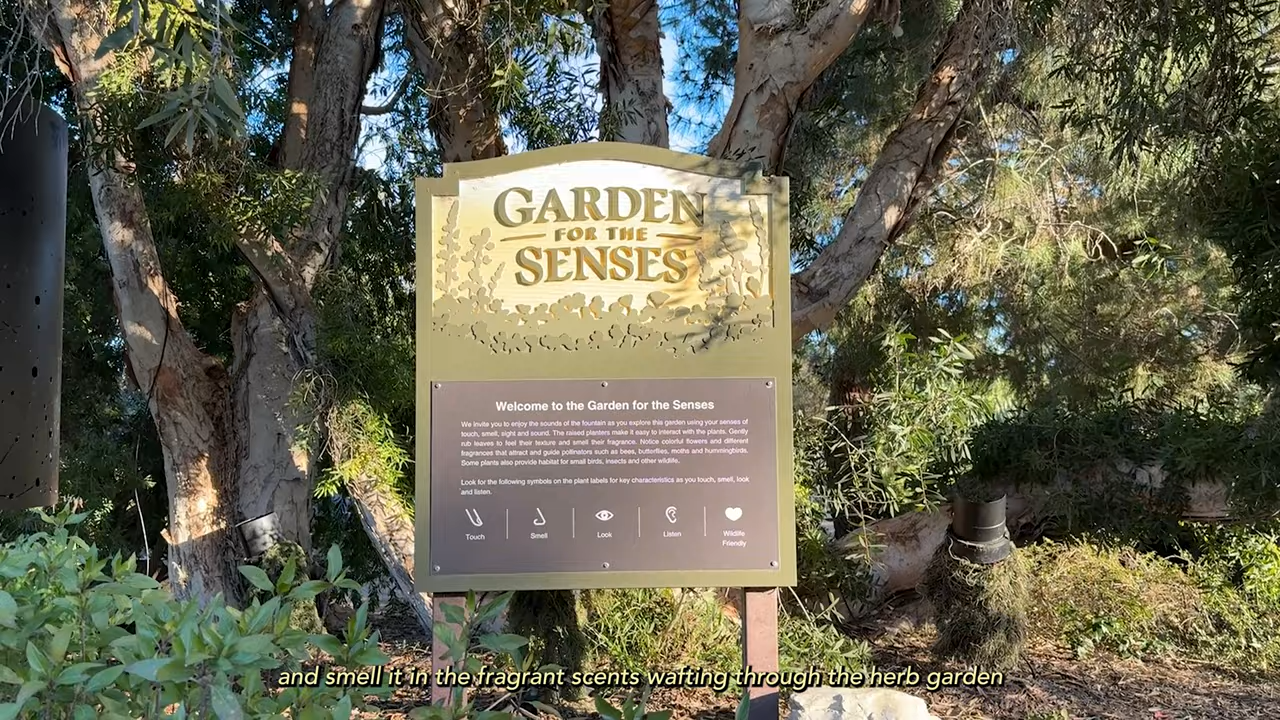 GARDEN
FOR THE
SENSES
Welcome to the Garden for the Senses
We invite you to enjoy the sounds of the fountain as you explore this garden using your senses of
touch, smell, sight and sound. The raised planters make it easy to interact with the plants. Gently
rub leaves to feel their texture and smell their fragrance. Notice colorful flowers and different
fragrances that attract and guide pollinators such as bees, butterflies, moths and hummingbirds.
Some plants also provide habitat for small birds, insects and other wildlife.
Look for the following symbols on the plant labels for key characteristics as you touch, smell, look
and listen.
Touch
Smell
Look
Listen
Wildlife
Friendly
and smell it in the fragrant scents wafting through the herb garden